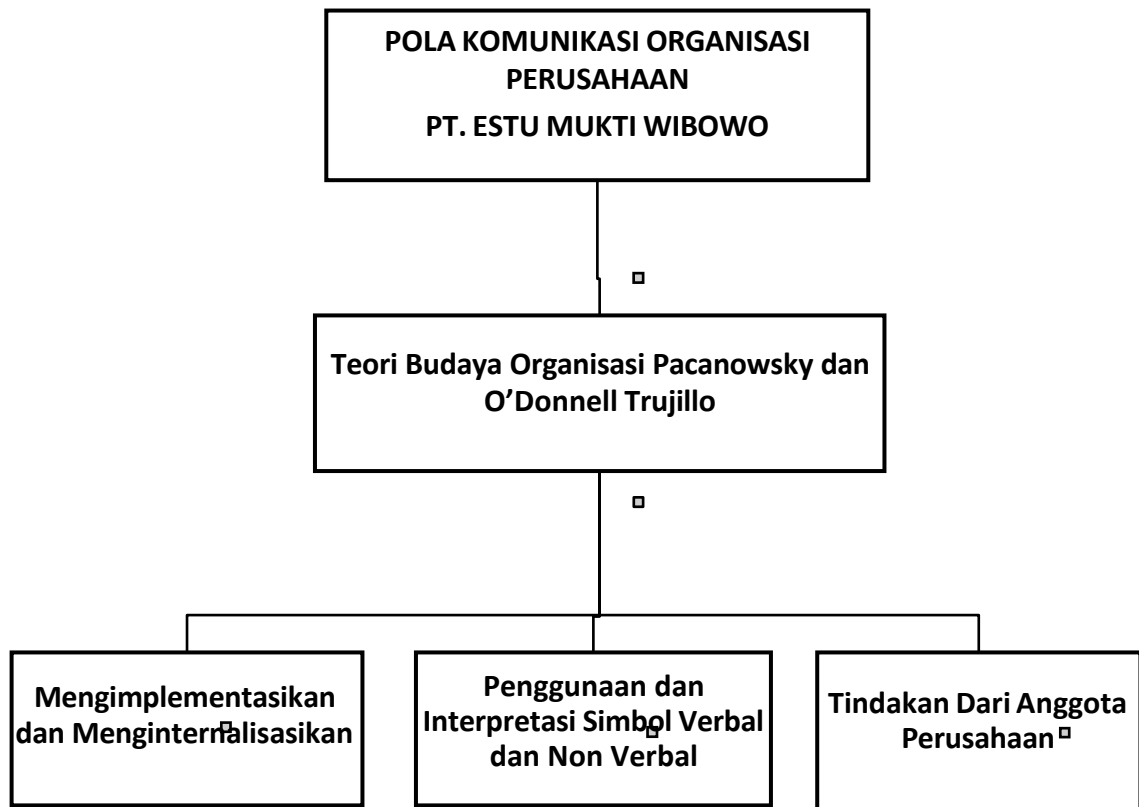 POLA KOMUNIKASI ORGANISASI
PERUSAHAAN
PT. ESTU MUKTI WIBOWO
Teori Budaya Organisasi Pacanowsky dan
O’Donnell Trujillo
Mengimplementasikan
dan Menginternalisasikan
Penggunaan dan
Interpretasi Simbol Verbal
dan Non Verbal
Tindakan Dari Anggota
Perusahaan